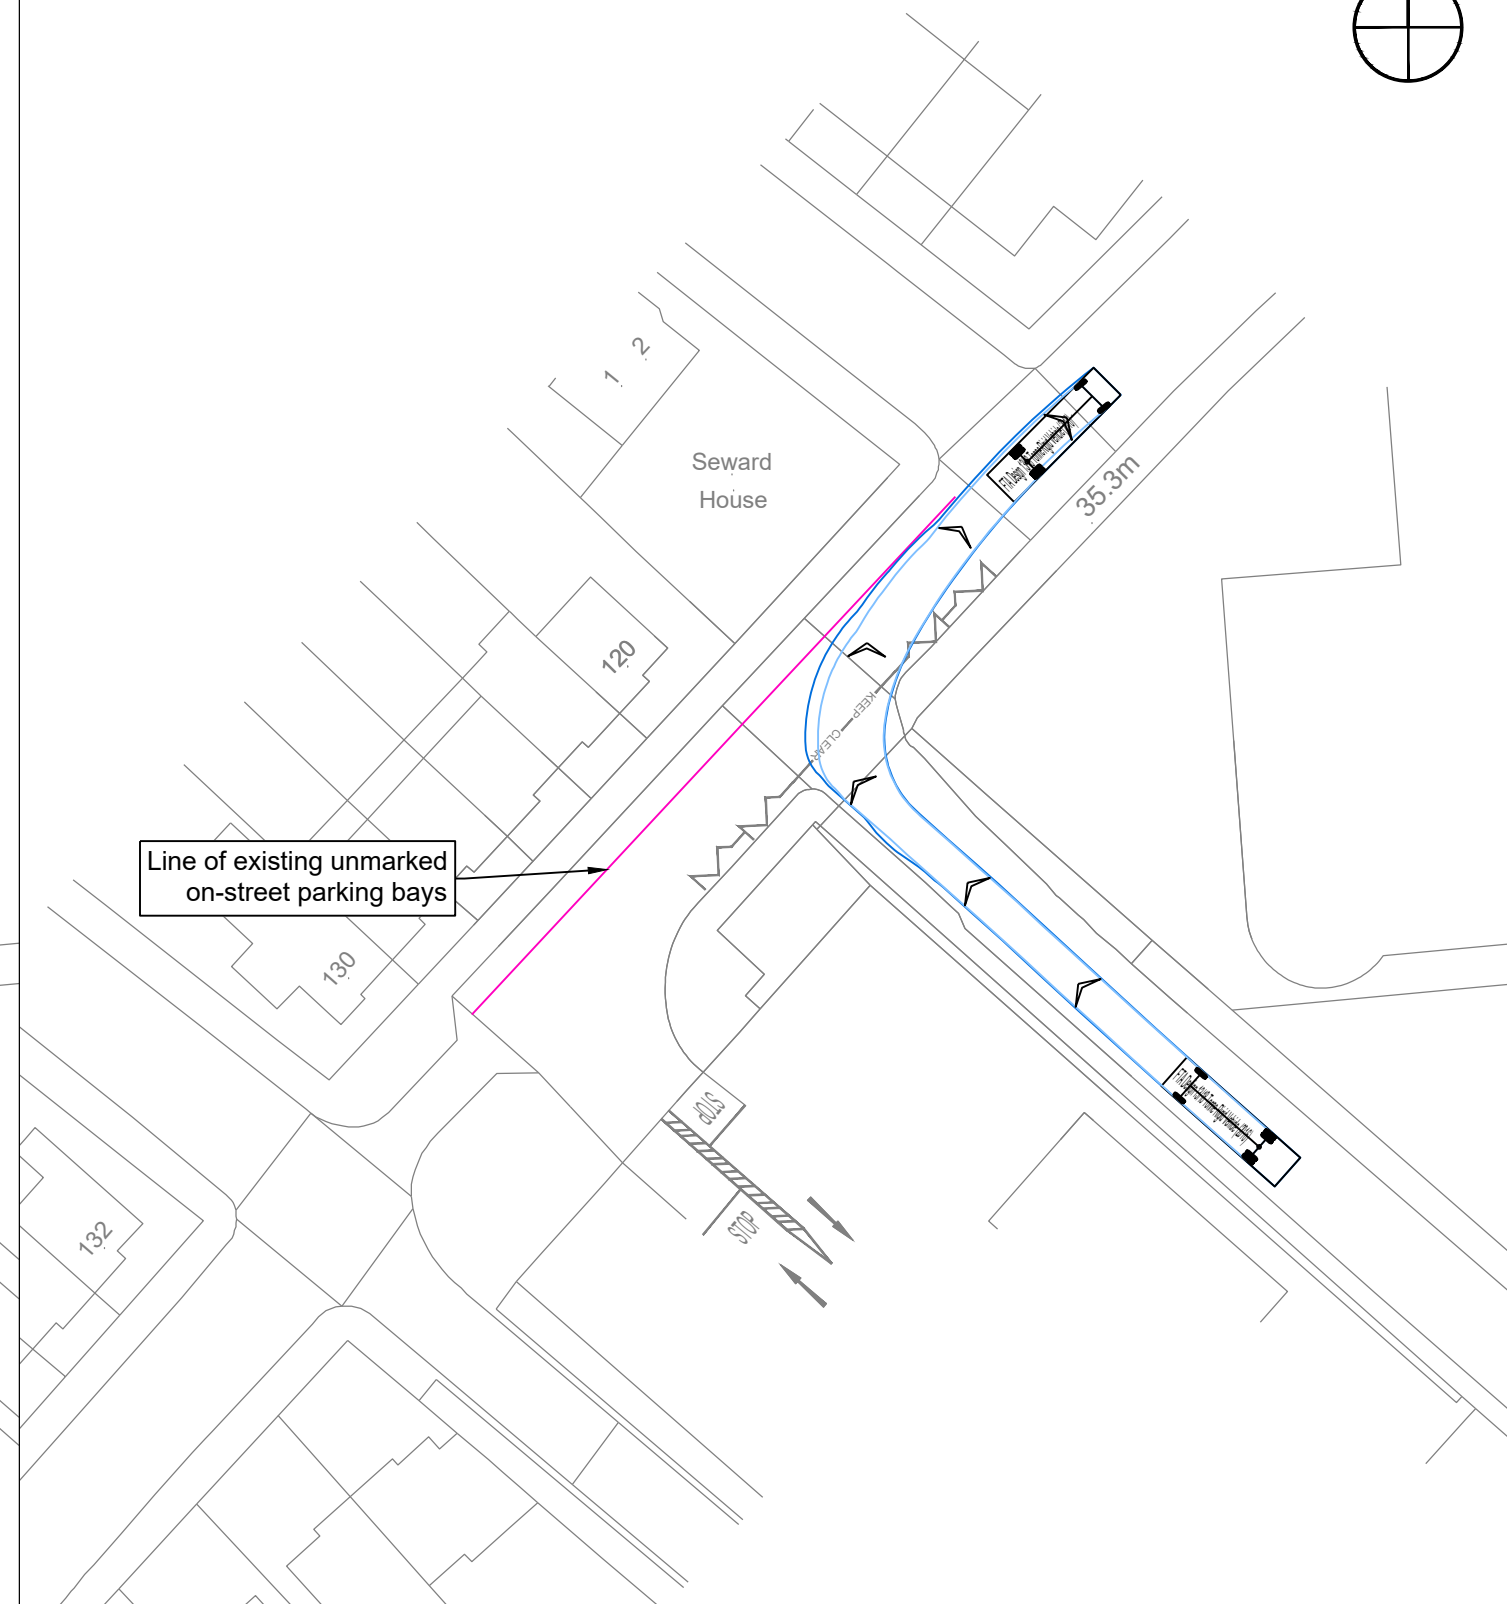 2
1
Seward
House
35.3m
120
KEEP
CLEAR
Line of existing unmarked
on-street parking bays
130
STOP
STOP
132